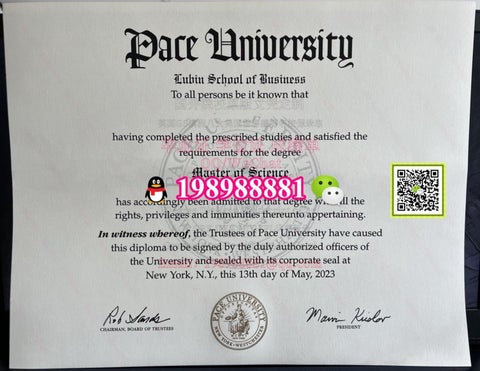 Pace University
Lubin School of Business
To all persons be it known that
having completed the prescribed studies and satisfied the
requirements for the degree
Master of Science
198988881
has accordingly been admitted to that degree with all the
rights, privileges and immunities thereunto appertaining.
In witness whereof, the Trustees of Pace University have caused
this diploma to be signed by the duly authorized officers of
the University and sealed with its corporate seal at
New York, N.Y., this 13th day of May, 2023
PACE UNIVERSITY
NEW YORK • WESTCHESTER
CHAIRMAN, BOARD OF TRUSTEES
PRESIDENT